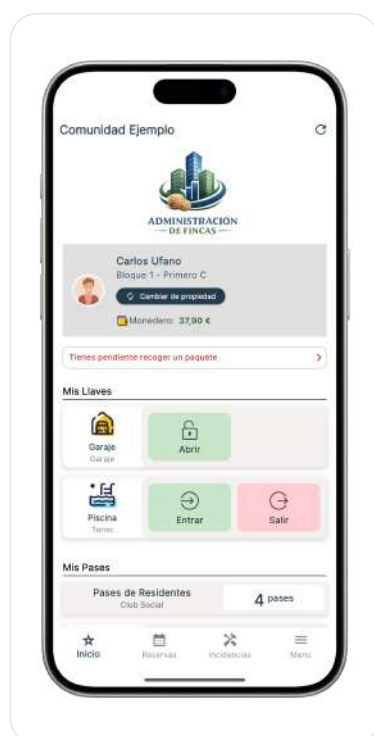 Comunidad Ejemplo
ADMINISTRACIÓN
DE FINCAS
Carlos Ufano
Bloque 1 - Primero C
Cambiar de propiedad
Monedero: 37,90 €
Tienes pendiente recoger un paquete
Mis Llaves
Garaje
Garaje
Abrir
Piscina
Torno
Entrar
Salir
Mis Pases
Pases de Residentes
Club Social
4 pases
Inicio
Reservas
Incidencias
Menú